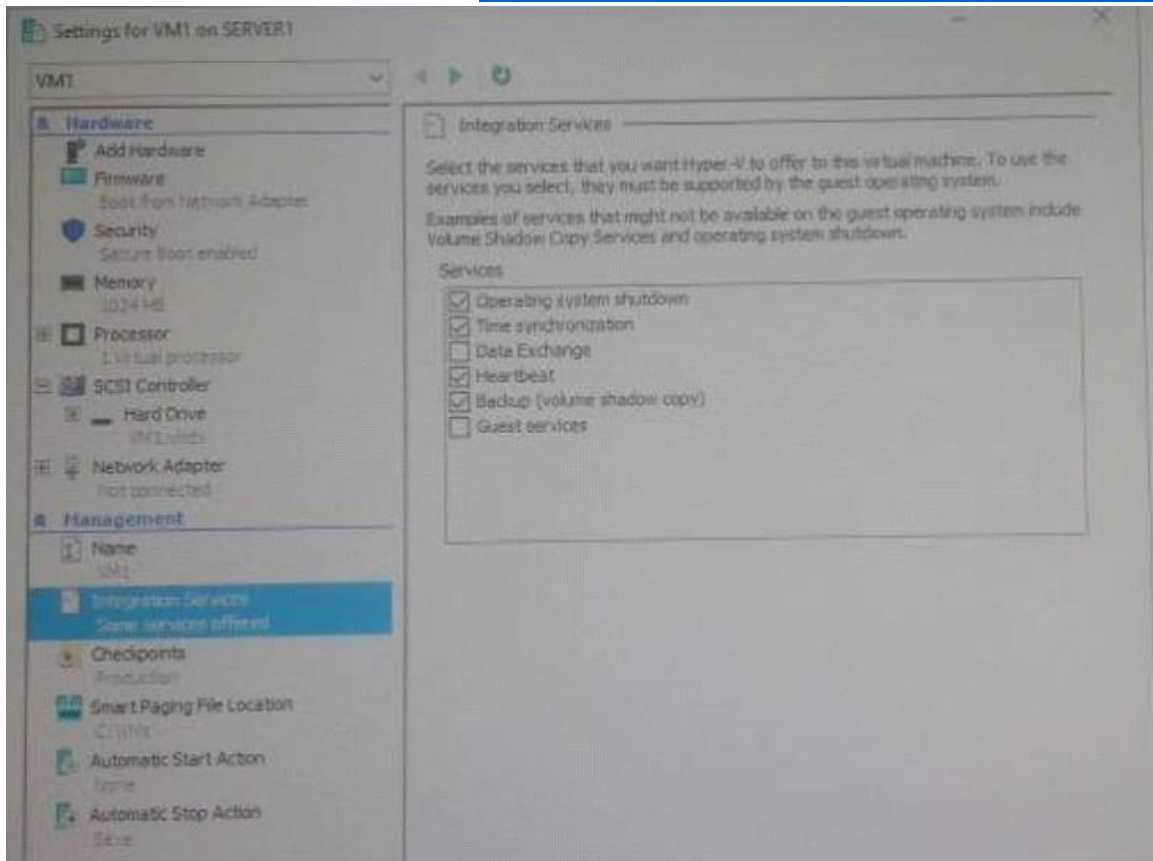 Settings for VM1 on SERVER1
VM1
Hardware
Add Hardware
Firmware
Boot from Network Adapter
Security
Secure Boot enabled
Memory
1024 MB
Processor
1 Virtual processor
SCSI Controller
Hard Drive
VM1.vhdx
Network Adapter
Not connected
Management
Name
VM1
Integration Services
Some services offered
Checkpoints
Production
Smart Paging File Location
Automatic Start Action
None
Automatic Stop Action
Save
Integration Services
Select the services that you want Hyper-V to offer to this virtual machine. To use the
services you select, they must be supported by the guest operating system.
Examples of services that might not be available on the guest operating system include
Volume Shadow Copy Services and operating system shutdown.
Services
Operating system shutdown
Time synchronization
Data Exchange
Heartbeat
Backup (volume shadow copy)
Guest services